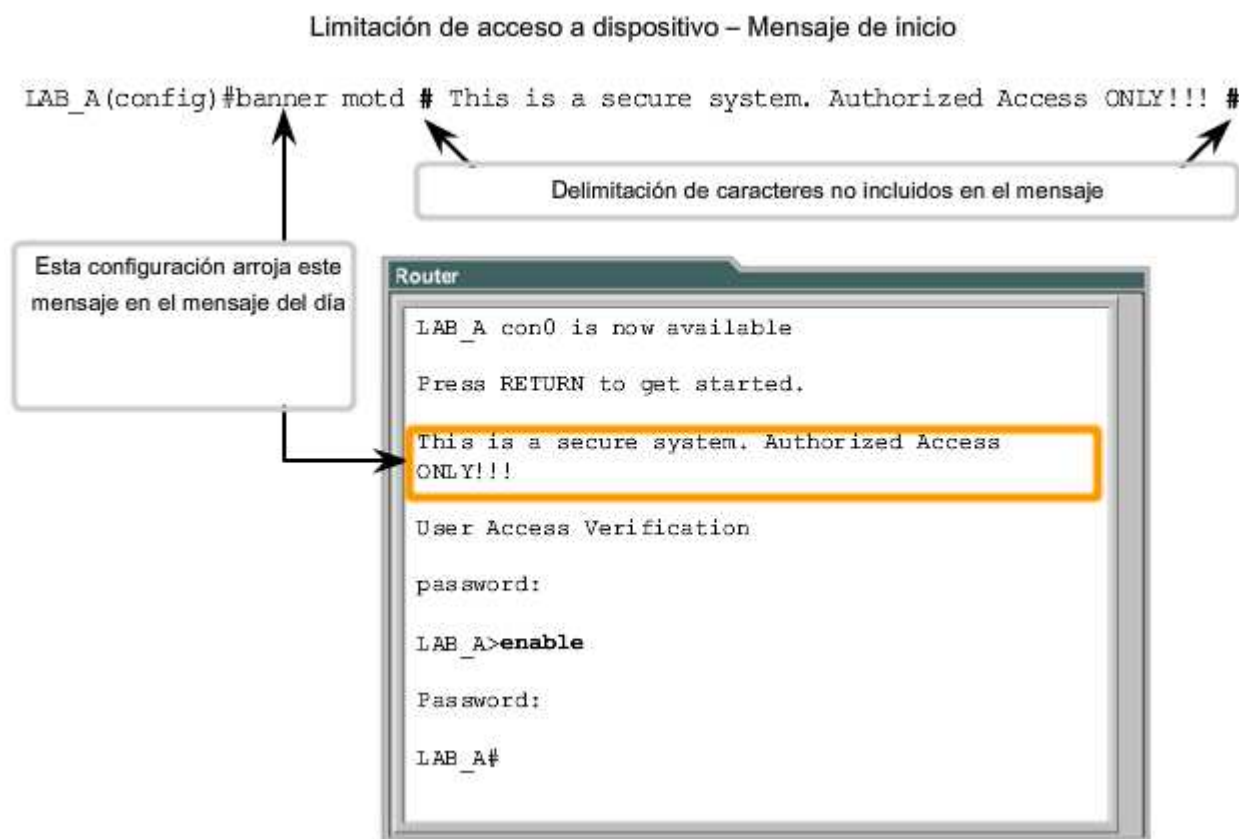 Limitación de acceso a dispositivo – Mensaje de inicio
LAB_A(config)#banner motd # This is a secure system. Authorized Access ONLY!!! #
Delimitación de caracteres no incluidos en el mensaje
Esta configuración arroja este
mensaje en el mensaje del día
Router
LAB_A con0 is now available
Press RETURN to get started.
This is a secure system. Authorized Access
ONLY!!!
User Access Verification
password:
LAB_A>enable
Password:
LAB_A#